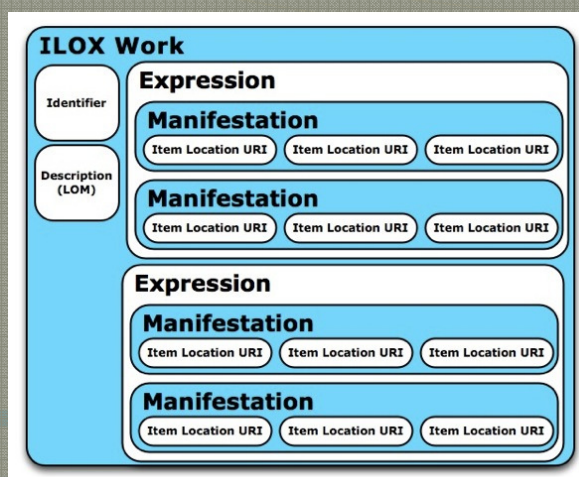 ILOX Work
Identifier
Description
(LOM)
Expression
Manifestation
Item Location URI Item Location URI Item Location URI
Manifestation
Item Location URI Item Location URI Item Location URI
Expression
Manifestation
Item Location URI Item Location URI Item Location URI
Manifestation
Item Location URI Item Location URI Item Location URI